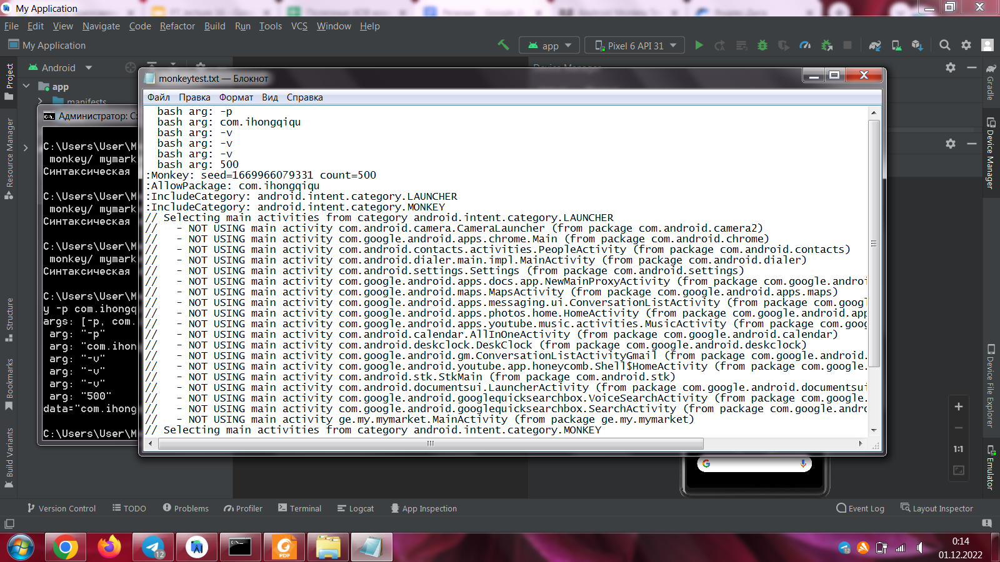 My Application
File Edit View Navigate Code Refactor Build Run Tools VCS Window Help
My Application
app
Pixel 6 API 31
Project
Android
app
manifests
Resource Manager
Structure
Bookmarks
Build Variants
Администратор: C:
C:\Users\User\M
monkey/ mymark
Синтаксическая
C:\Users\User\M
monkey/ mymark
Синтаксическая
C:\Users\User\M
monkey/ mymark
Синтаксическая
C:\Users\User\M
y -p com.ihongq
args: [-p, com.
arg: "-p"
arg: "com.ihon
arg: "-v"
arg: "-v"
arg: "-v"
arg: "500"
data="com.ihong
C:\Users\User\M
monkeytest.txt — Блокнот
Файл Правка Формат Вид Справка
bash arg: -p
bash arg: com.ihongqiqu
bash arg: -v
bash arg: -v
bash arg: -v
bash arg: 500
:Monkey: seed=1669966079331 count=500
:AllowPackage: com.ihongqiqu
:IncludeCategory: android.intent.category.LAUNCHER
:IncludeCategory: android.intent.category.MONKEY
// Selecting main activities from category android.intent.category.LAUNCHER
//   - NOT USING main activity com.android.camera.CameraLauncher (from package com.android.camera2)
//   - NOT USING main activity com.google.android.apps.chrome.Main (from package com.android.chrome)
//   - NOT USING main activity com.android.contacts.activities.PeopleActivity (from package com.android.contacts)
//   - NOT USING main activity com.android.dialer.main.impl.MainActivity (from package com.android.dialer)
//   - NOT USING main activity com.android.settings.Settings (from package com.android.settings)
//   - NOT USING main activity com.google.android.apps.docs.app.NewMainProxyActivity (from package com.google.androi
//   - NOT USING main activity com.google.android.maps.MapsActivity (from package com.google.android.apps.maps)
//   - NOT USING main activity com.google.android.apps.messaging.ui.ConversationListActivity (from package com.googl
//   - NOT USING main activity com.google.android.apps.photos.home.HomeActivity (from package com.google.android.app
//   - NOT USING main activity com.google.android.apps.youtube.music.activities.MusicActivity (from package com.goog
//   - NOT USING main activity com.android.calendar.AllInOneActivity (from package com.google.android.calendar)
//   - NOT USING main activity com.android.deskclock.DeskClock (from package com.google.android.deskclock)
//   - NOT USING main activity com.google.android.gm.ConversationListActivityGmail (from package com.google.android.
//   - NOT USING main activity com.google.android.youtube.app.honeycomb.Shell$HomeActivity (from package com.google.
//   - NOT USING main activity com.android.stk.StkMain (from package com.android.stk)
//   - NOT USING main activity com.android.documentsui.LauncherActivity (from package com.google.android.documentsui
//   - NOT USING main activity com.google.android.googlequicksearchbox.VoiceSearchActivity (from package com.google.
//   - NOT USING main activity com.google.android.googlequicksearchbox.SearchActivity (from package com.google.andro
//   - NOT USING main activity ge.my.mymarket.MainActivity (from package ge.my.mymarket)
// Selecting main activities from category android.intent.category.MONKEY
Gradle
Device Manager
Device File Explorer
Emulator
1:1
Version Control TODO Problems Profiler Terminal Logcat App Inspection Event Log Layout Inspector
12
PDF
12
0:14
01.12.2022